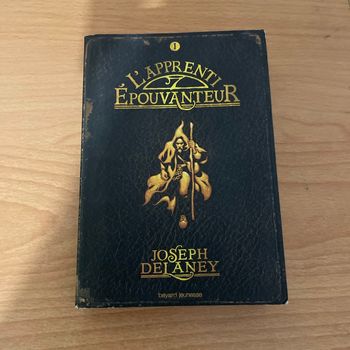 1
L'APPRENTI
ÉPOUVANTEUR
JOSEPH
DELANEY
bayard jeunesse